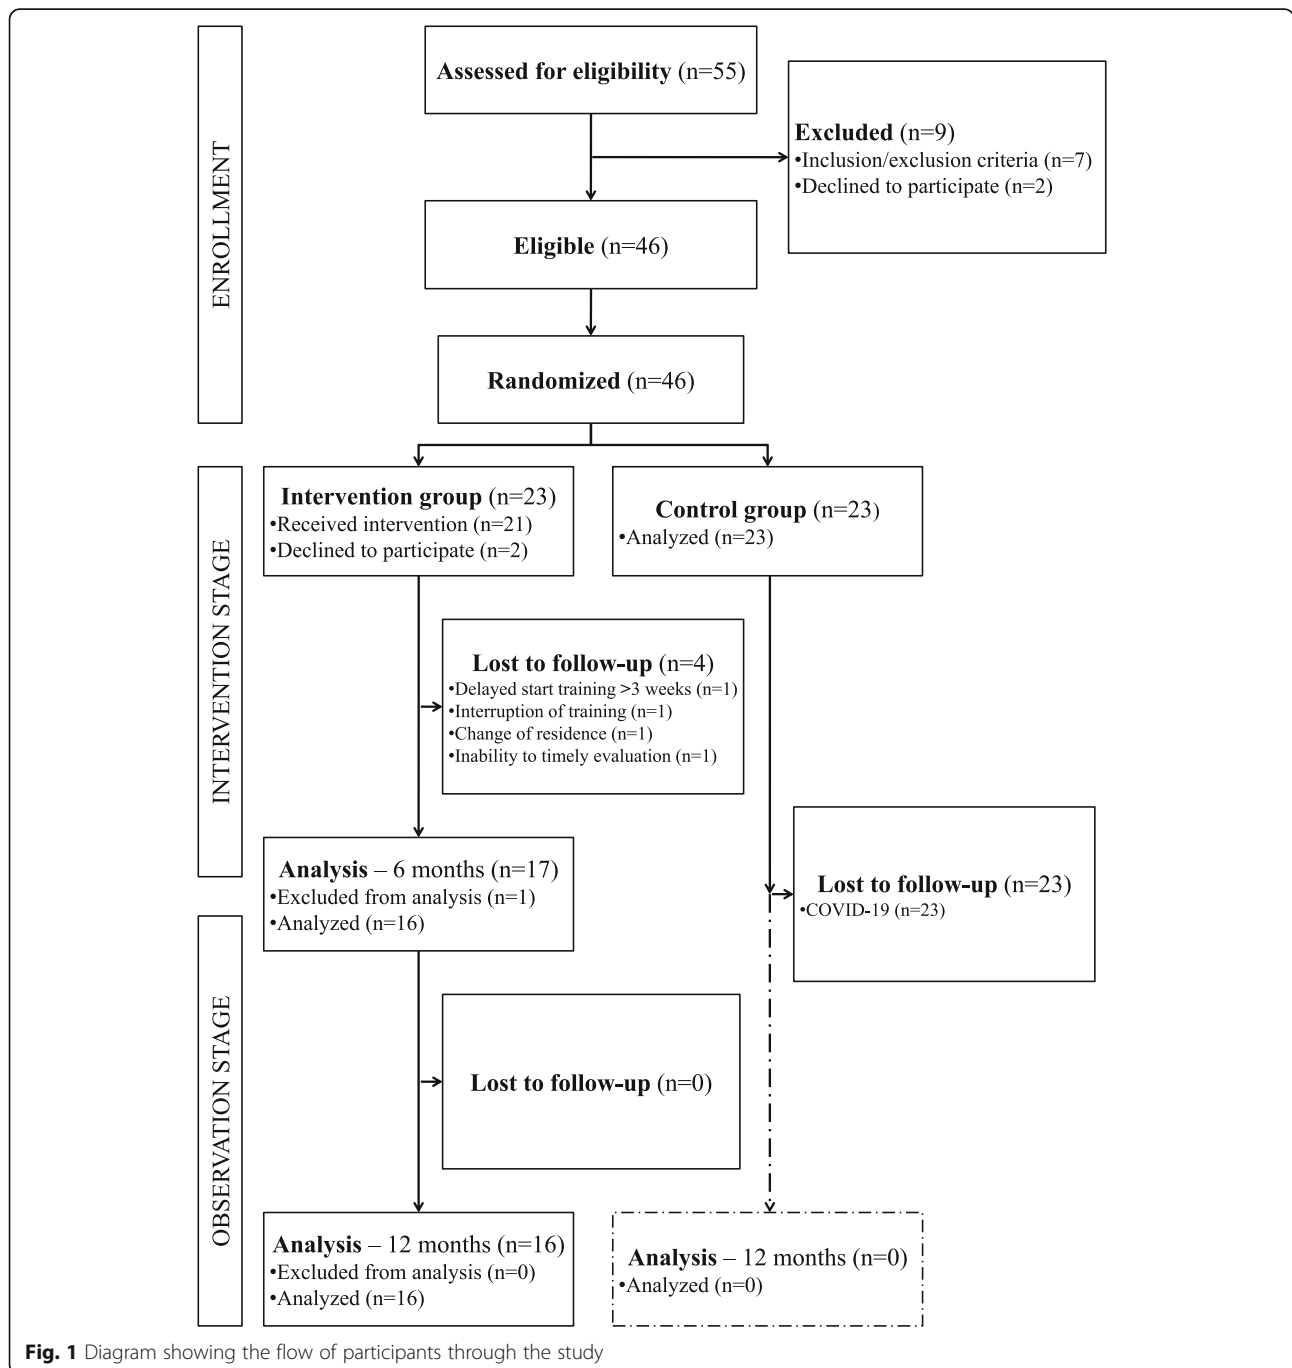 ENROLLMENT
Assessed for eligibility (n=55)
Excluded (n=9)
•Inclusion/exclusion criteria (n=7)
•Declined to participate (n=2)
Eligible (n=46)
Randomized (n=46)
INTERVENTION STAGE
Intervention group (n=23)
•Received intervention (n=21)
•Declined to participate (n=2)
Control group (n=23)
•Analyzed (n=23)
Lost to follow-up (n=4)
•Delayed start training >3 weeks (n=1)
•Interruption of training (n=1)
•Change of residence (n=1)
•Inability to timely evaluation (n=1)
Analysis – 6 months (n=17)
•Excluded from analysis (n=1)
•Analyzed (n=16)
Lost to follow-up (n=23)
•COVID-19 (n=23)
OBSERVATION STAGE
Lost to follow-up (n=0)
Analysis – 12 months (n=16)
•Excluded from analysis (n=0)
•Analyzed (n=16)
Analysis – 12 months (n=0)
•Analyzed (n=0)
Fig. 1 Diagram showing the flow of participants through the study